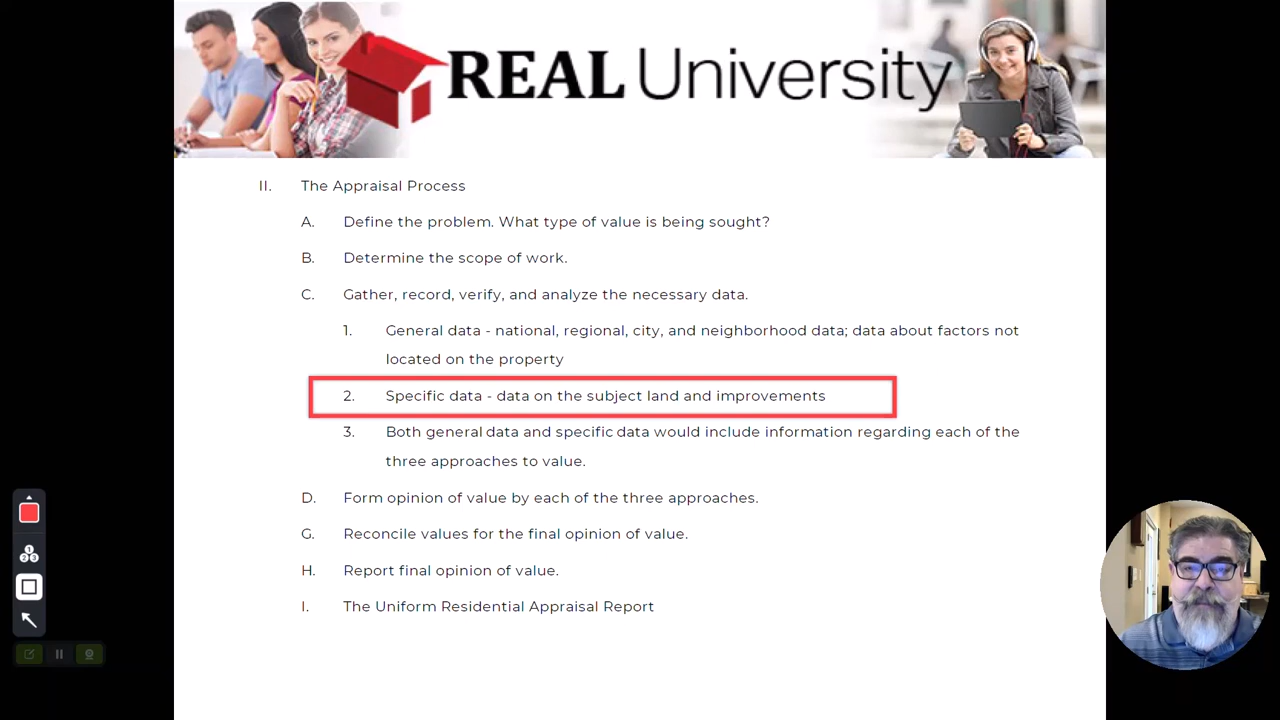 REAL University
II. The Appraisal Process
A. Define the problem. What type of value is being sought?
B. Determine the scope of work.
C. Gather, record, verify, and analyze the necessary data.
1. General data - national, regional, city, and neighborhood data; data about factors not
located on the property
2. Specific data - data on the subject land and improvements
3. Both general data and specific data would include information regarding each of the
three approaches to value.
D. Form opinion of value by each of the three approaches.
G. Reconcile values for the final opinion of value.
H. Report final opinion of value.
I. The Uniform Residential Appraisal Report